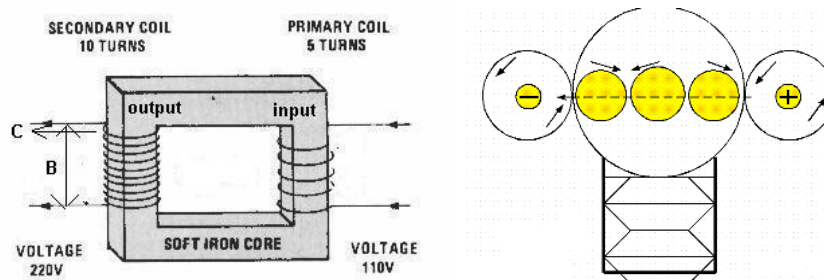 SECONDARY COIL
10 TURNS
PRIMARY COIL
5 TURNS
output
input
C
B
SOFT IRON CORE
VOLTAGE
220V
VOLTAGE
110V
−
+